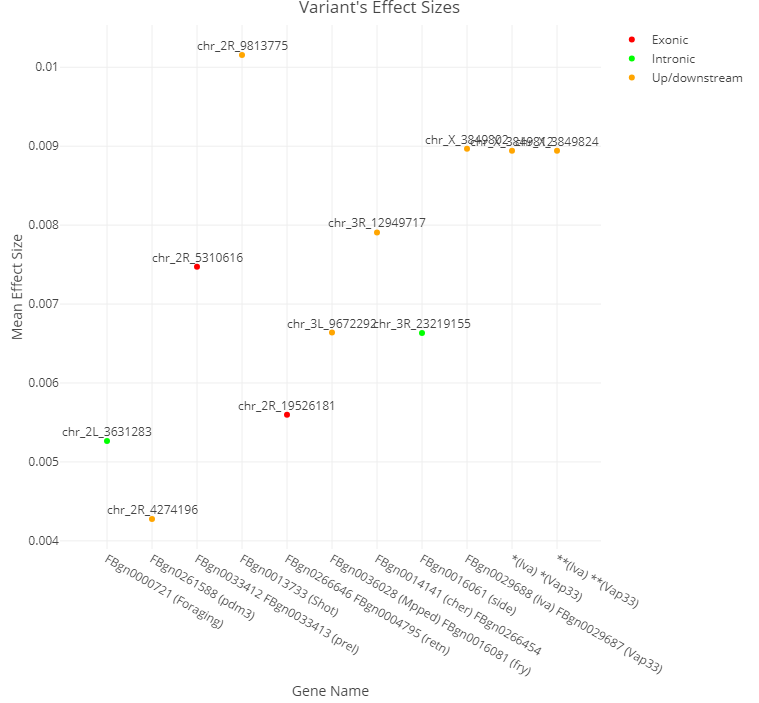 Variant's Effect Sizes
Exonic
Intronic
Up/downstream
Mean Effect Size
0.01
0.009
0.008
0.007
0.006
0.005
0.004
chr_2R_9813775
chr_X_3849802
chr_X_3849812
chr_X_3849824
chr_3R_12949717
chr_2R_5310616
chr_3L_9672292
chr_3R_23219155
chr_2R_19526181
chr_2L_3631283
chr_2R_4274196
FBgn0000721 (Foraging)
FBgn0261588 (pdm3)
FBgn0033412 FBgn0033413 (prel)
FBgn0013733 (Shot)
FBgn0266646 FBgn0004795 (retn)
FBgn0036028 (Mpped) FBgn0016081 (fry)
FBgn0014141 (cher) FBgn0266454
FBgn0016061 (side)
FBgn0029688 (lva) FBgn0029687 (Vap33)
*(lva) *(Vap33)
**(lva) **(Vap33)
Gene Name